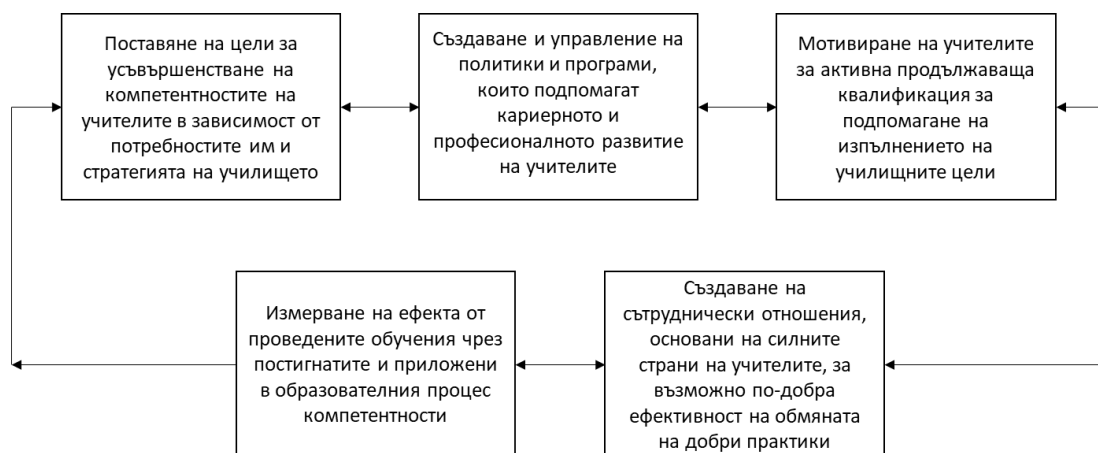 Поставяне на цели за
усъвършенстване на
компетентностите на
учителите в зависимост от
потребностите им и
стратегията на училището
Създаване и управление на
политики и програми,
които подпомагат
кариерното и
професионалното развитие
на учителите
Мотивиране на учителите
за активна продължаваща
квалификация за
подпомагане на
изпълнението на
училищните цели
Измерване на ефекта от
проведените обучения чрез
постигнатите и приложени
в образователния процес
компетентности
Създаване на
сътруднически отношения,
основани на силните
страни на учителите, за
възможно по-добра
ефективност на обмяната
на добри практики